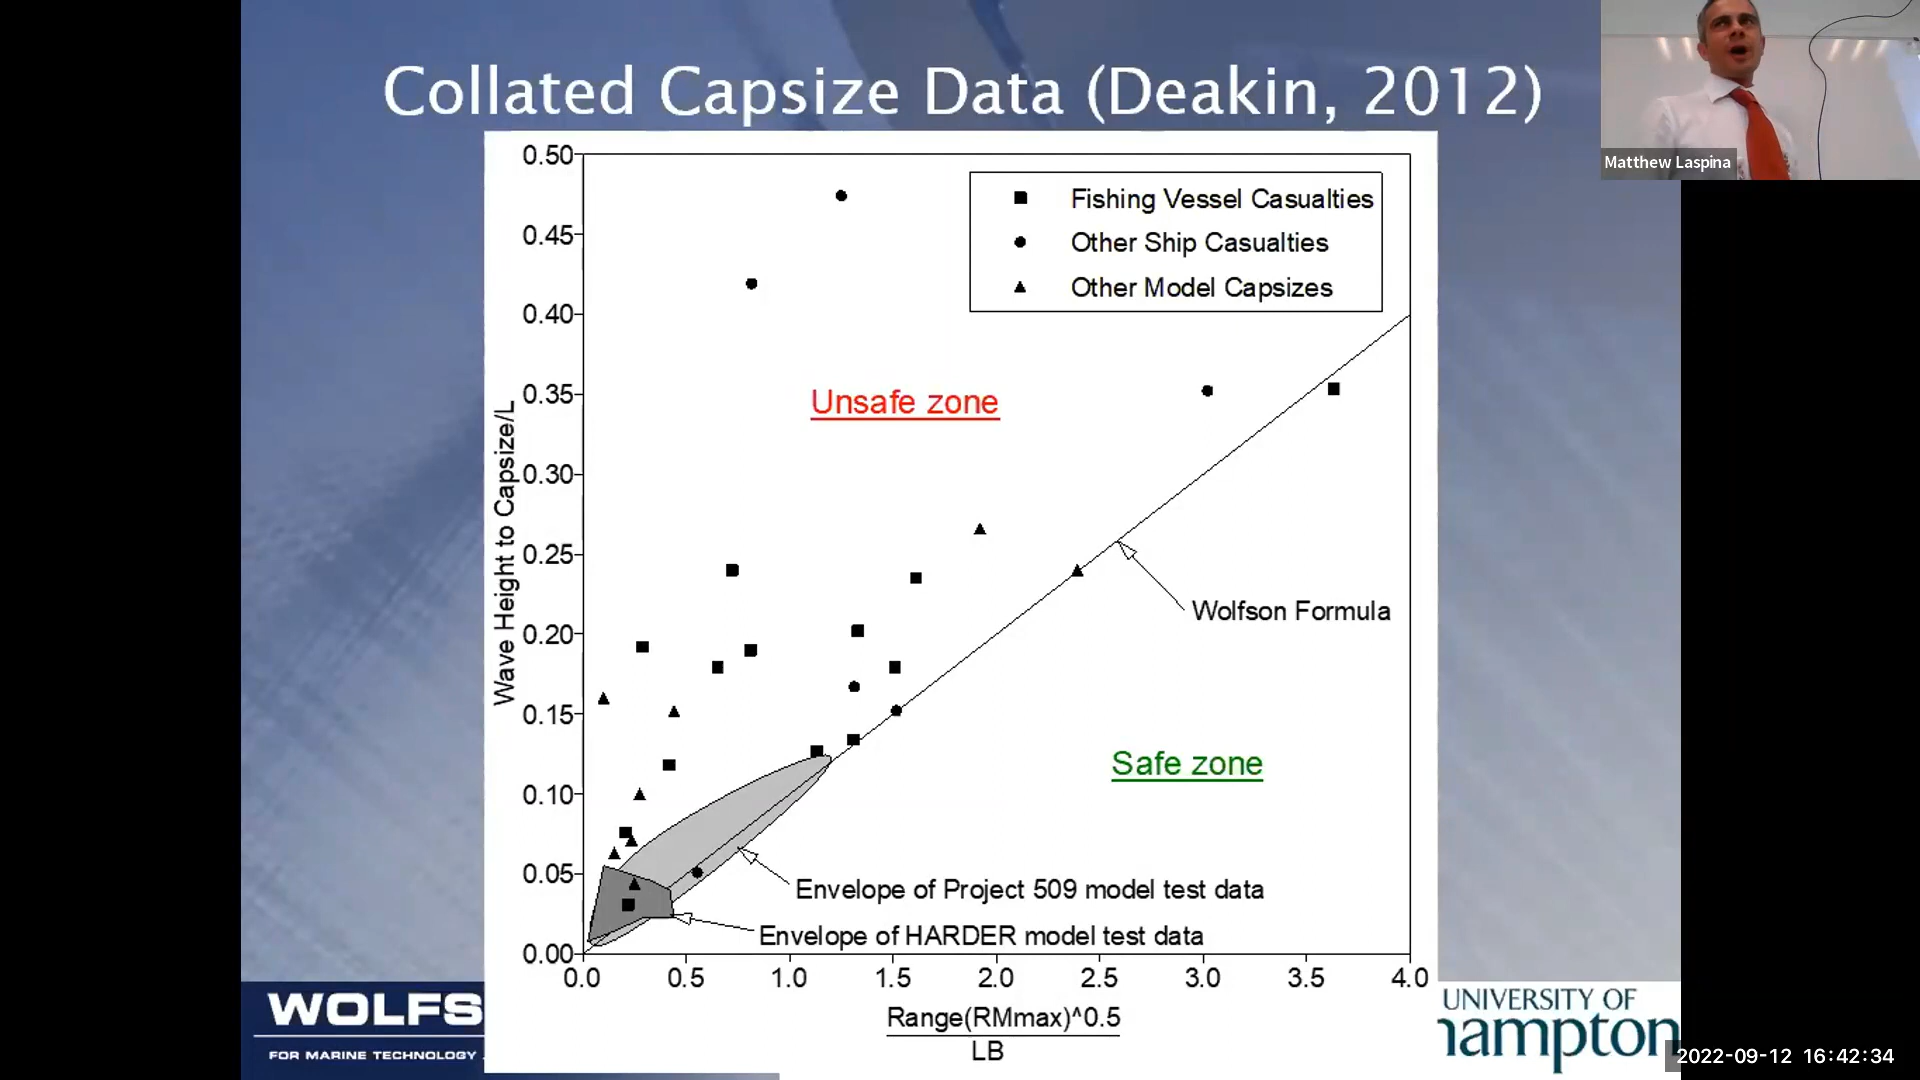 Collated Capsize Data (Deakin, 2012)
Matthew Laspina
0.50
0.45
0.40
0.35
0.30
0.25
0.20
0.15
0.10
0.05
0.00
Wave Height to Capsize/L
Fishing Vessel Casualties
Other Ship Casualties
Other Model Capsizes
Unsafe zone
Wolfson Formula
Safe zone
Envelope of Project 509 model test data
Envelope of HARDER model test data
0.0 0.5 1.0 1.5 2.0 2.5 3.0 3.5 4.0
Range(RMmax)^0.5
LB
WOLFS
FOR MARINE TECHNOLOGY
UNIVERSITY OF
hampton
2022-09-12 16:42:34